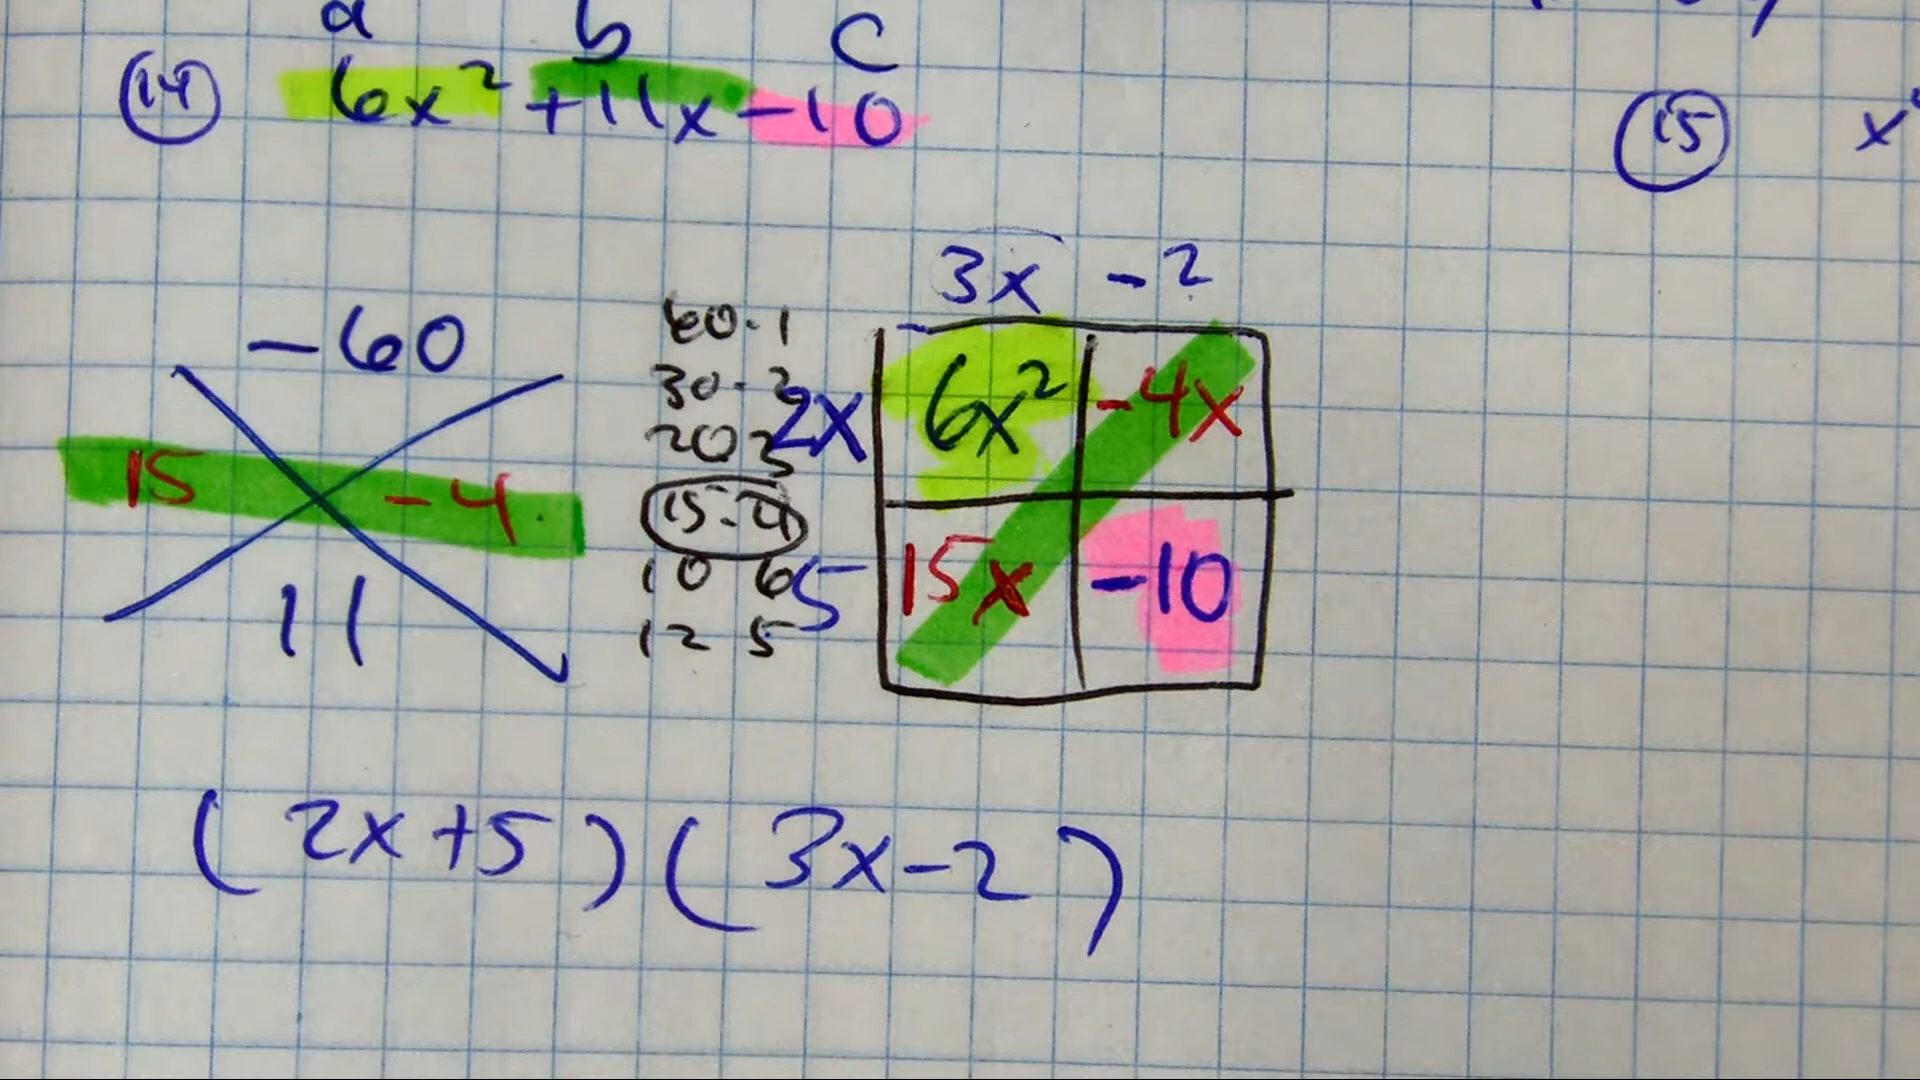 a b c
(14) 6x² +11x -10
(15) x
3x -2
-60
60·1
30·2
20 3
15-4
10 6
12 5
15 -4
11
2x 6x² -4x
5 15x -10
(2x+5)(3x-2)